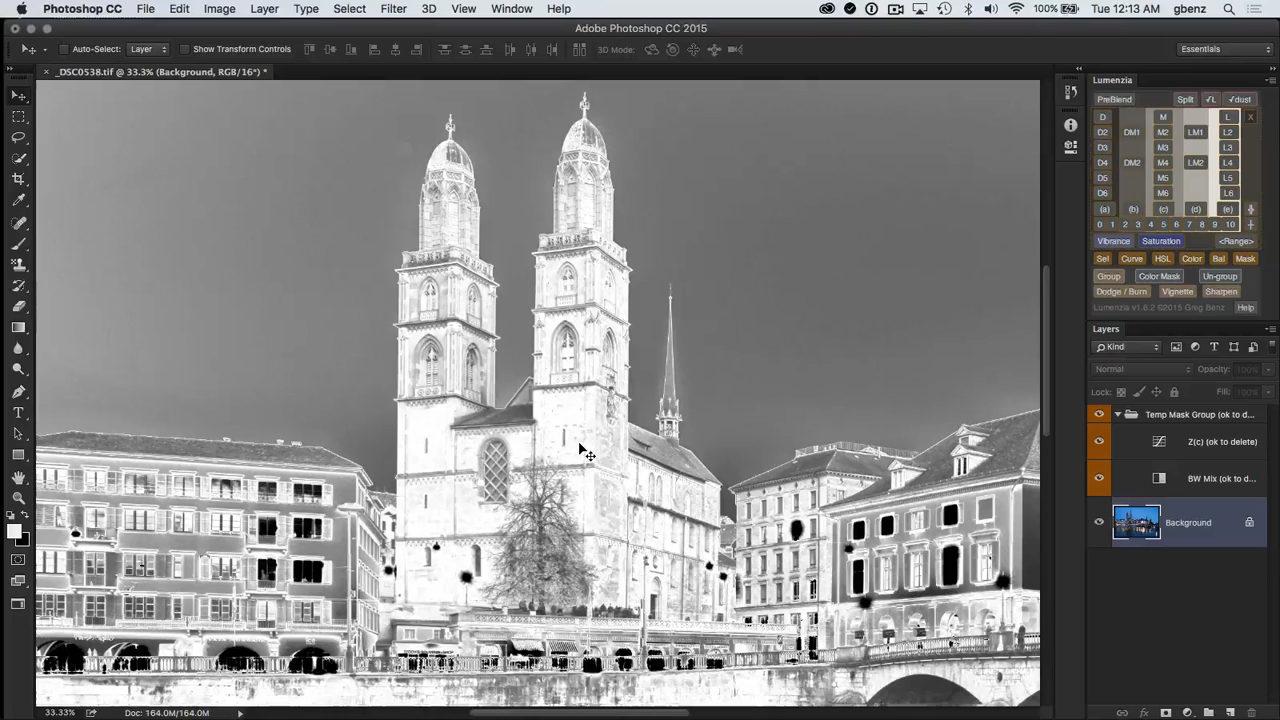 Photoshop CC File Edit Image Layer Type Select Filter 3D View Window Help 100% Tue 12:13 AM gbenz
Adobe Photoshop CC 2015
Auto-Select: Layer Show Transform Controls 3D Mode: Essentials
_DSC0538.tif @ 33.3% (Background, RGB/16*) *
Lumenzia
PreBlend Split √L √dust
D M L X
D2 DM1 M2 LM1 L2
D3 M3 L3
D4 DM2 M4 LM2 L4
D5 M5 L5
D6 M6 L6
(a) (b) (c) (d) (e)
0 1 2 3 4 5 6 7 8 9 10
Vibrance Saturation <Range>
Sel Curve HSL Color Bal Mask
Group Color Mask Un-group
Dodge / Burn Vignette Sharpen
Lumenzia v1.6.2 ©2015 Greg Benz Help
Layers
Kind
Normal Opacity: 100%
Lock: Fill: 100%
Temp Mask Group (ok to d...
Z(c) (ok to delete)
BW Mix (ok to d...
Background
33.33% Doc: 164.0M/164.0M